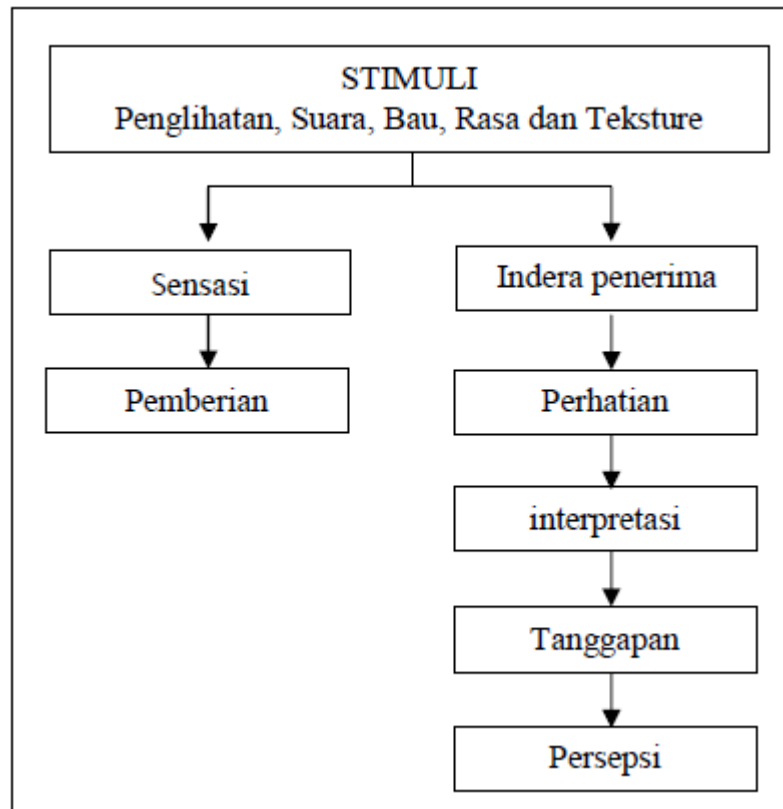 STIMULI
Penglihatan, Suara, Bau, Rasa dan Teksture
Sensasi
Indera penerima
Pemberian
Perhatian
interpretasi
Tanggapan
Persepsi